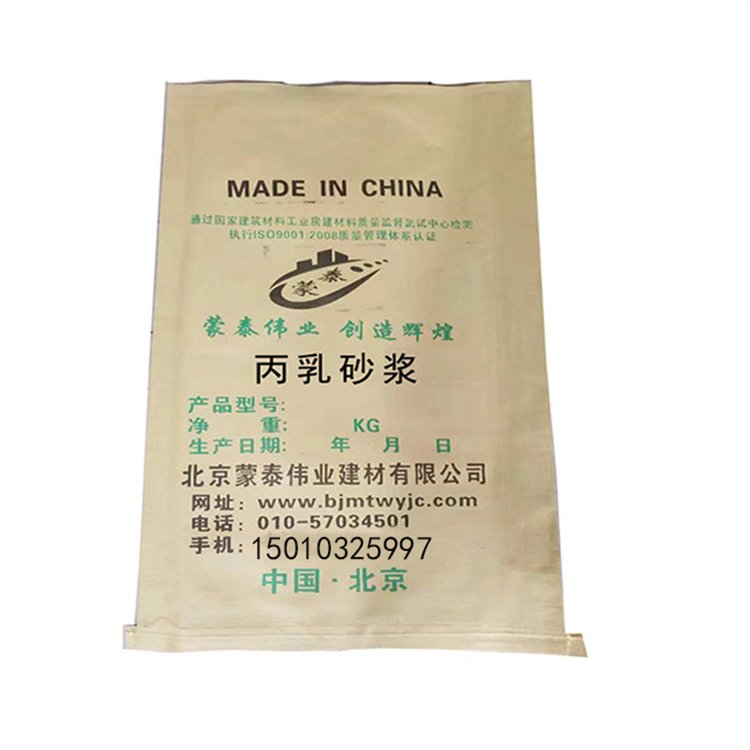 MADE IN CHINA
通过国家建筑材料工业房建材料质量监督测试中心检测
执行ISO9001:2008质量管理体系认证
蒙泰
蒙泰伟业 创造辉煌
丙乳砂浆
产品型号:
净 重: KG
生产日期: 年 月 日
北京蒙泰伟业建材有限公司
网址: www.bjmtwyjc.com
电话: 010-57034501
手机: 15010325997
中国·北京